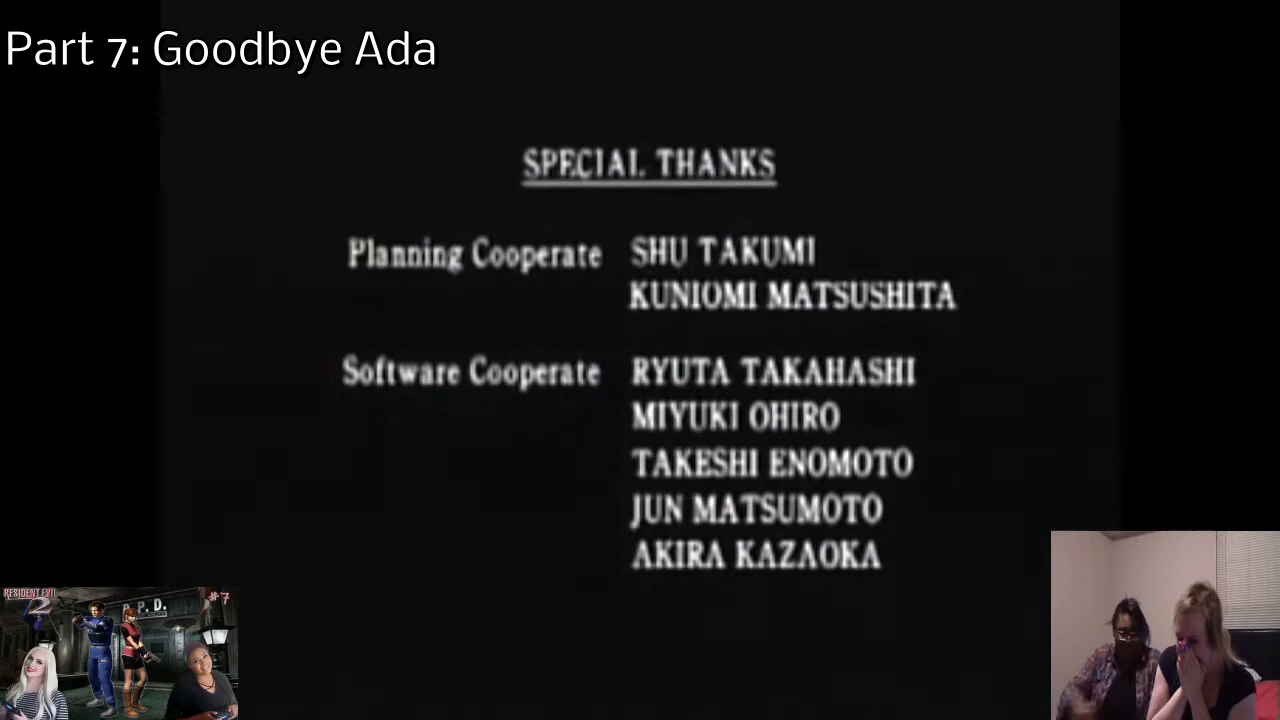 Part 7: Goodbye Ada
SPECIAL THANKS
Planning Cooperate SHU TAKUMI
KUNIOMI MATSUSHITA
Software Cooperate RYUTA TAKAHASHI
MIYUKI OHIRO
TAKESHI ENOMOTO
JUN MATSUMOTO
AKIRA KAZAOKA
RESIDENT EVIL
2
R.P.D.
#7